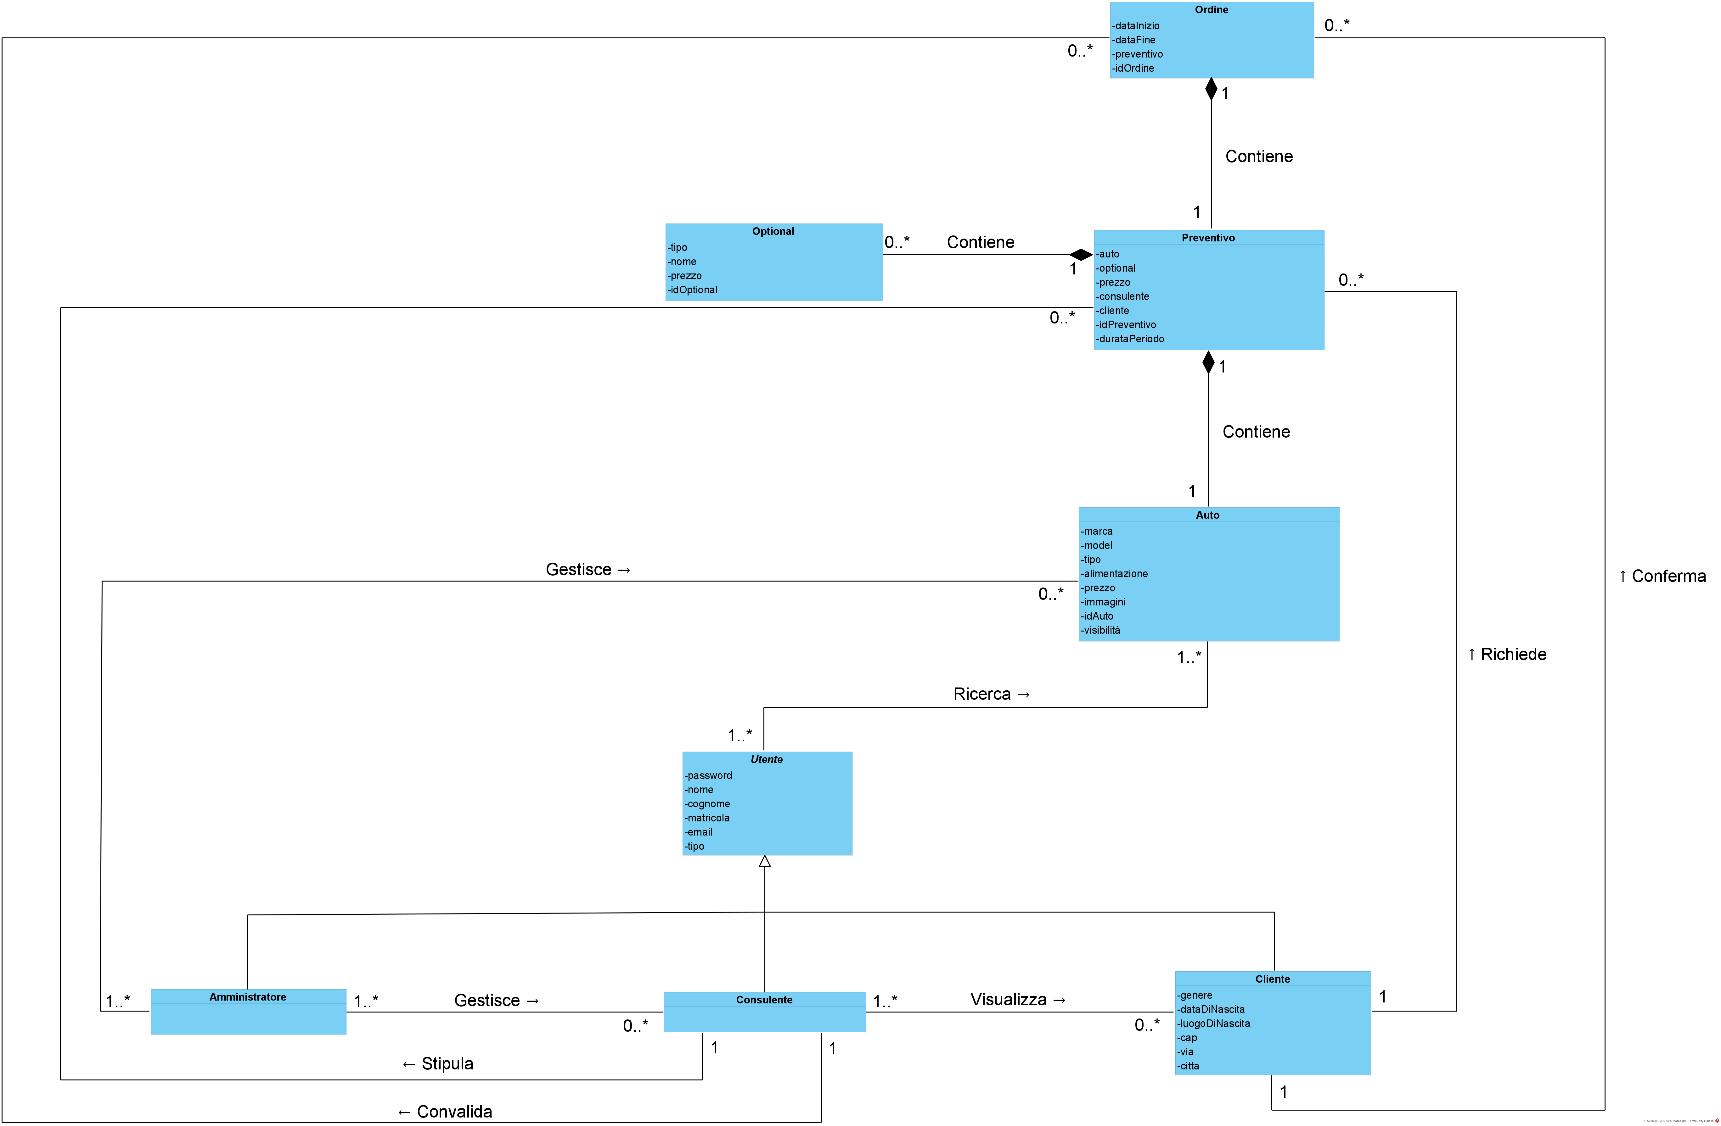 Ordine
-dataInizio
-dataFine
-preventivo
-idOrdine
0..*
0..*
1
Contiene
1
Optional
-tipo
-nome
-prezzo
-idOptional
0..*
Contiene
1
Preventivo
-auto
-optional
-prezzo
-consulente
-cliente
-idPreventivo
-durataPeriodo
0..*
0..*
1
Contiene
1
Auto
-marca
-model
-tipo
-alimentazione
-prezzo
-immagini
-idAuto
-visibilità
Gestisce →
0..*
↑ Conferma
↑ Richiede
1..*
Ricerca →
1..*
Utente
-password
-nome
-cognome
-matricola
-email
-tipo
1..*
Amministratore
1..*
Gestisce →
0..*
Consulente
1..*
Visualizza →
0..*
Cliente
-genere
-dataDiNascita
-luogoDiNascita
-cap
-via
-citta
1
1
1
← Stipula
1
← Convalida